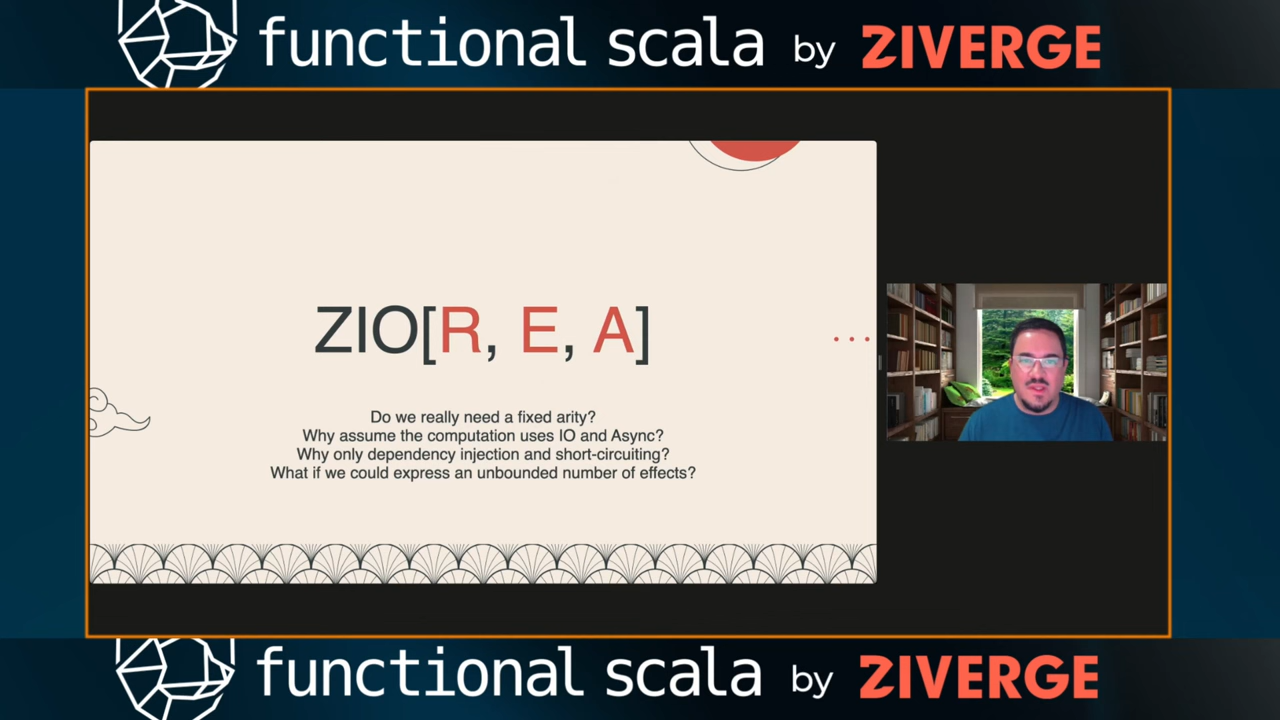 functional scala by ZIVERGE
ZIO[R, E, A]
Do we really need a fixed arity?
Why assume the computation uses IO and Async?
Why only dependency injection and short-circuiting?
What if we could express an unbounded number of effects?
functional scala by ZIVERGE